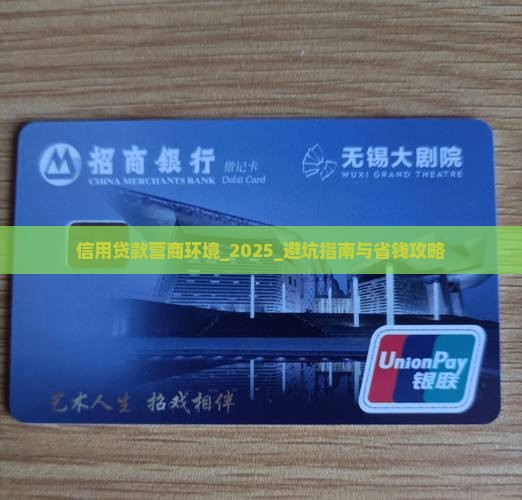 招商银行 借记卡
CHINA MERCHANTS BANK Debit Card
无锡大剧院
WUXI GRAND THEATRE
信用贷款营商环境_2025_避坑指南与省钱攻略
UnionPay
银联
艺术人生 招戏相伴